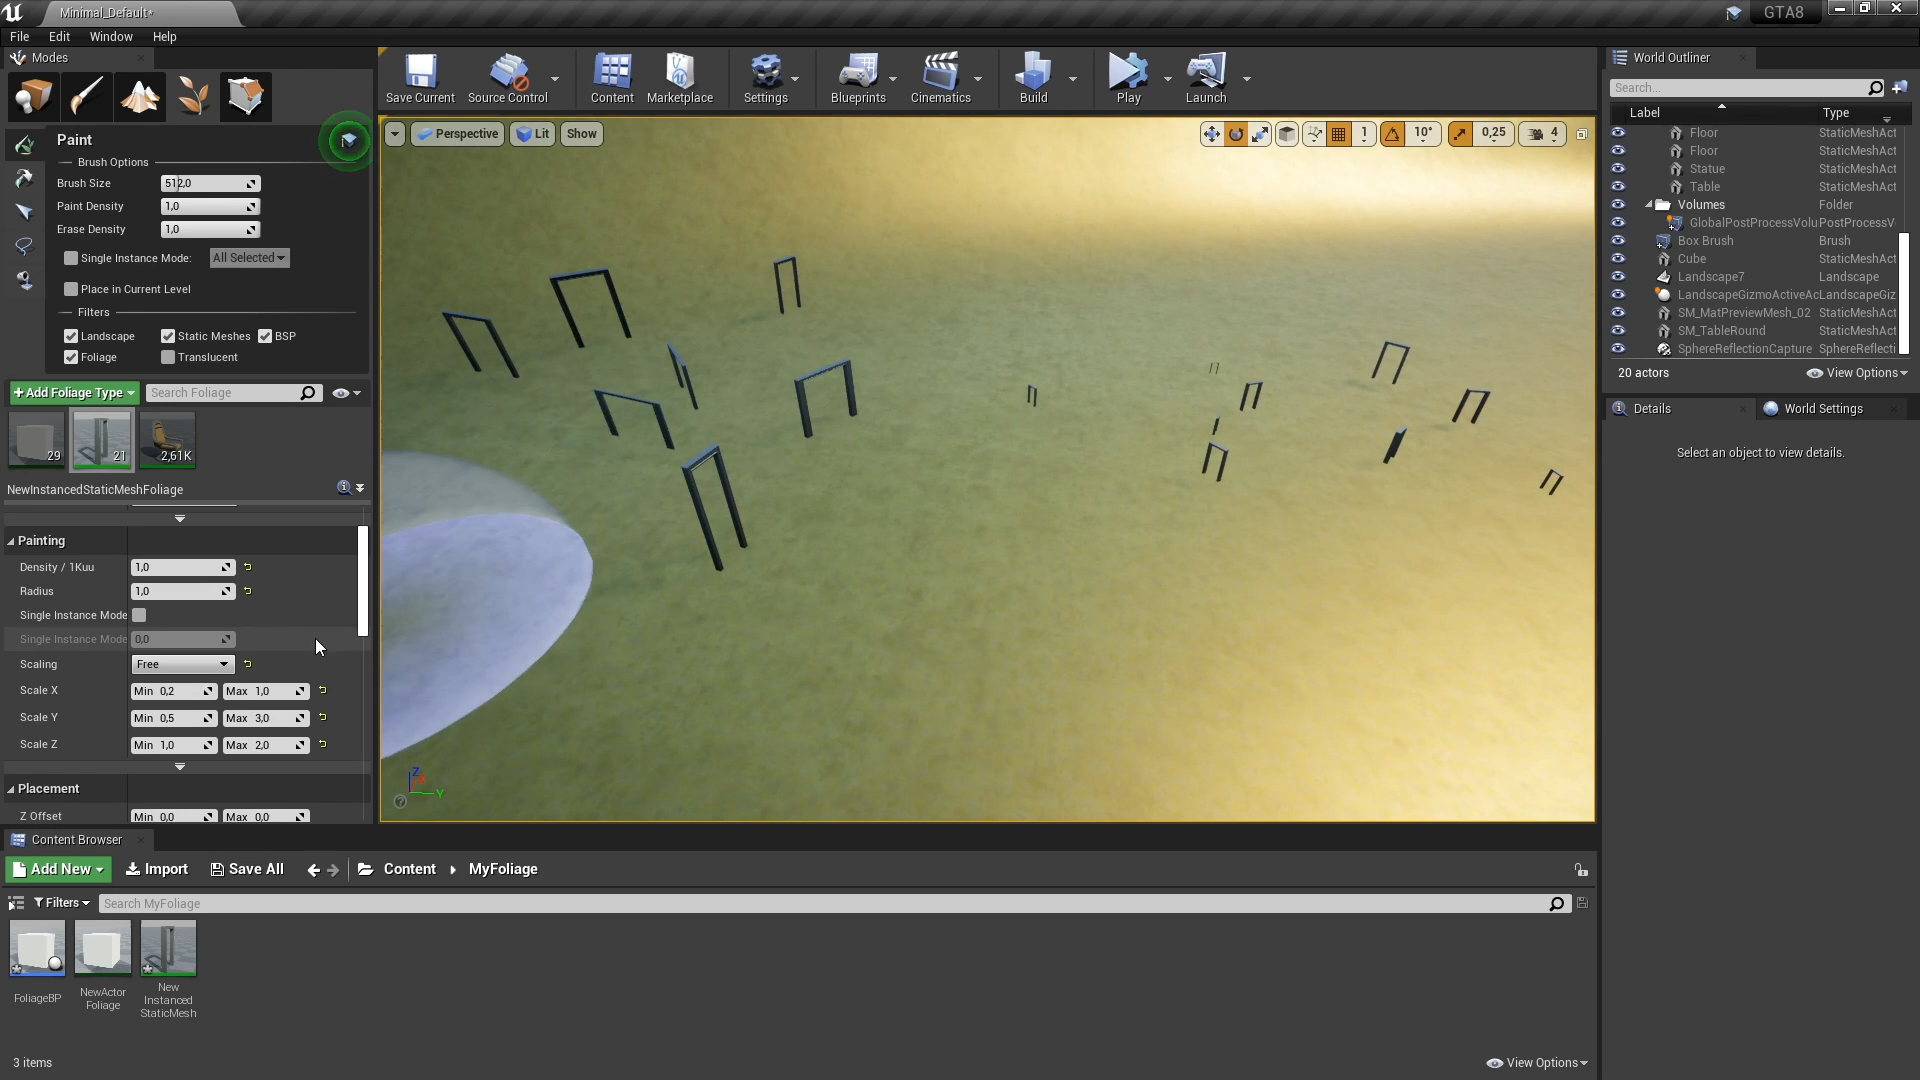 Minimal_Default*
GTA8
File Edit Window Help
Modes
Save Current Source Control Content Marketplace Settings Blueprints Cinematics Build Play Launch
Paint
Brush Options
Brush Size 512,0
Paint Density 1,0
Erase Density 1,0
Single Instance Mode: All Selected
Place in Current Level
Filters
Landscape Static Meshes BSP
Foliage Translucent
+Add Foliage Type Search Foliage
29 21 2,61K
NewInstancedStaticMeshFoliage
Painting
Density / 1Kuu 1,0
Radius 1,0
Single Instance Mode
Single Instance Mode 0,0
Scaling Free
Scale X Min 0,2 Max 1,0
Scale Y Min 0,5 Max 3,0
Scale Z Min 1,0 Max 2,0
Placement
Z Offset Min 0,0 Max 0,0
Perspective Lit Show
1 10° 0,25 4
Z
Y
World Outliner
Search...
Label Type
Floor StaticMeshAct
Floor StaticMeshAct
Statue StaticMeshAct
Table StaticMeshAct
Volumes Folder
GlobalPostProcessVolu PostProcessV
Box Brush Brush
Cube StaticMeshAct
Landscape7 Landscape
LandscapeGizmoActiveAc LandscapeGiz
SM_MatPreviewMesh_02 StaticMeshAct
SM_TableRound StaticMeshAct
SphereReflectionCapture SphereReflecti
20 actors View Options
Details World Settings
Select an object to view details.
Content Browser
Add New Import Save All Content MyFoliage
Filters Search MyFoliage
FoliageBP
NewActor
Foliage
New
Instanced
StaticMesh
3 items View Options